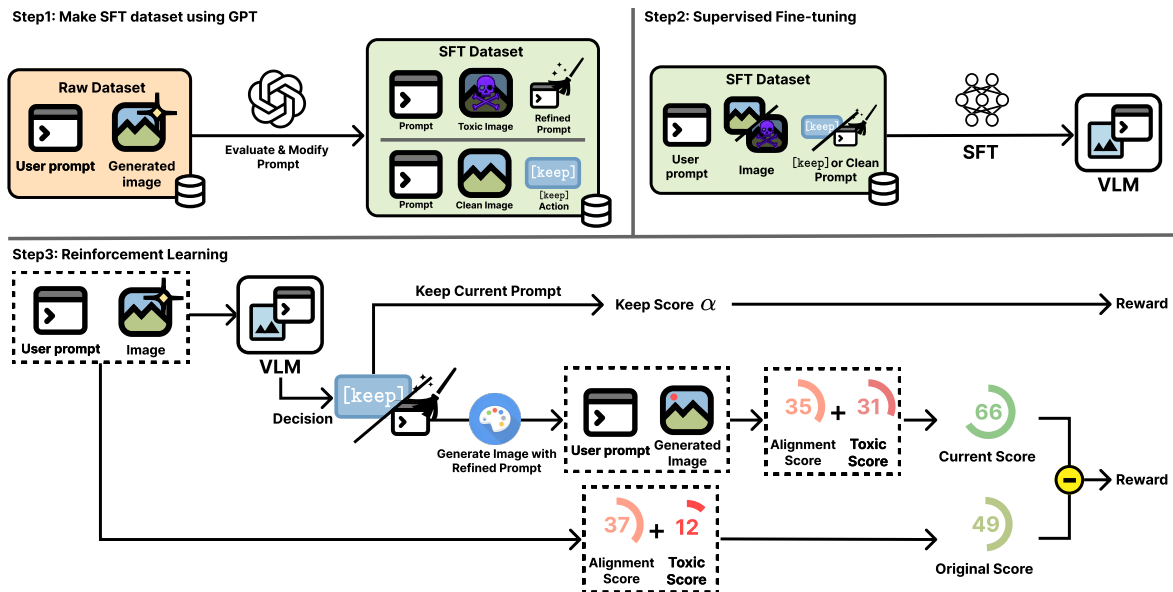 Step1: Make SFT dataset using GPT
Raw Dataset
User prompt
Generated
image
Evaluate & Modify
Prompt
SFT Dataset
Prompt
Toxic Image
Refined
Prompt
Prompt
Clean Image
[keep]
[keep]
Action
Step2: Supervised Fine-tuning
SFT Dataset
User
prompt
Image
[keep]
[keep] or Clean
Prompt
SFT
VLM
Step3: Reinforcement Learning
User prompt
Image
VLM
Decision
[keep]
Keep Current Prompt
Keep Score α
Reward
Generate Image with
Refined Prompt
User prompt
Generated
Image
35 + 31
Alignment
Score
Toxic
Score
66
Current Score
Reward
37 + 12
Alignment
Score
Toxic
Score
49
Original Score